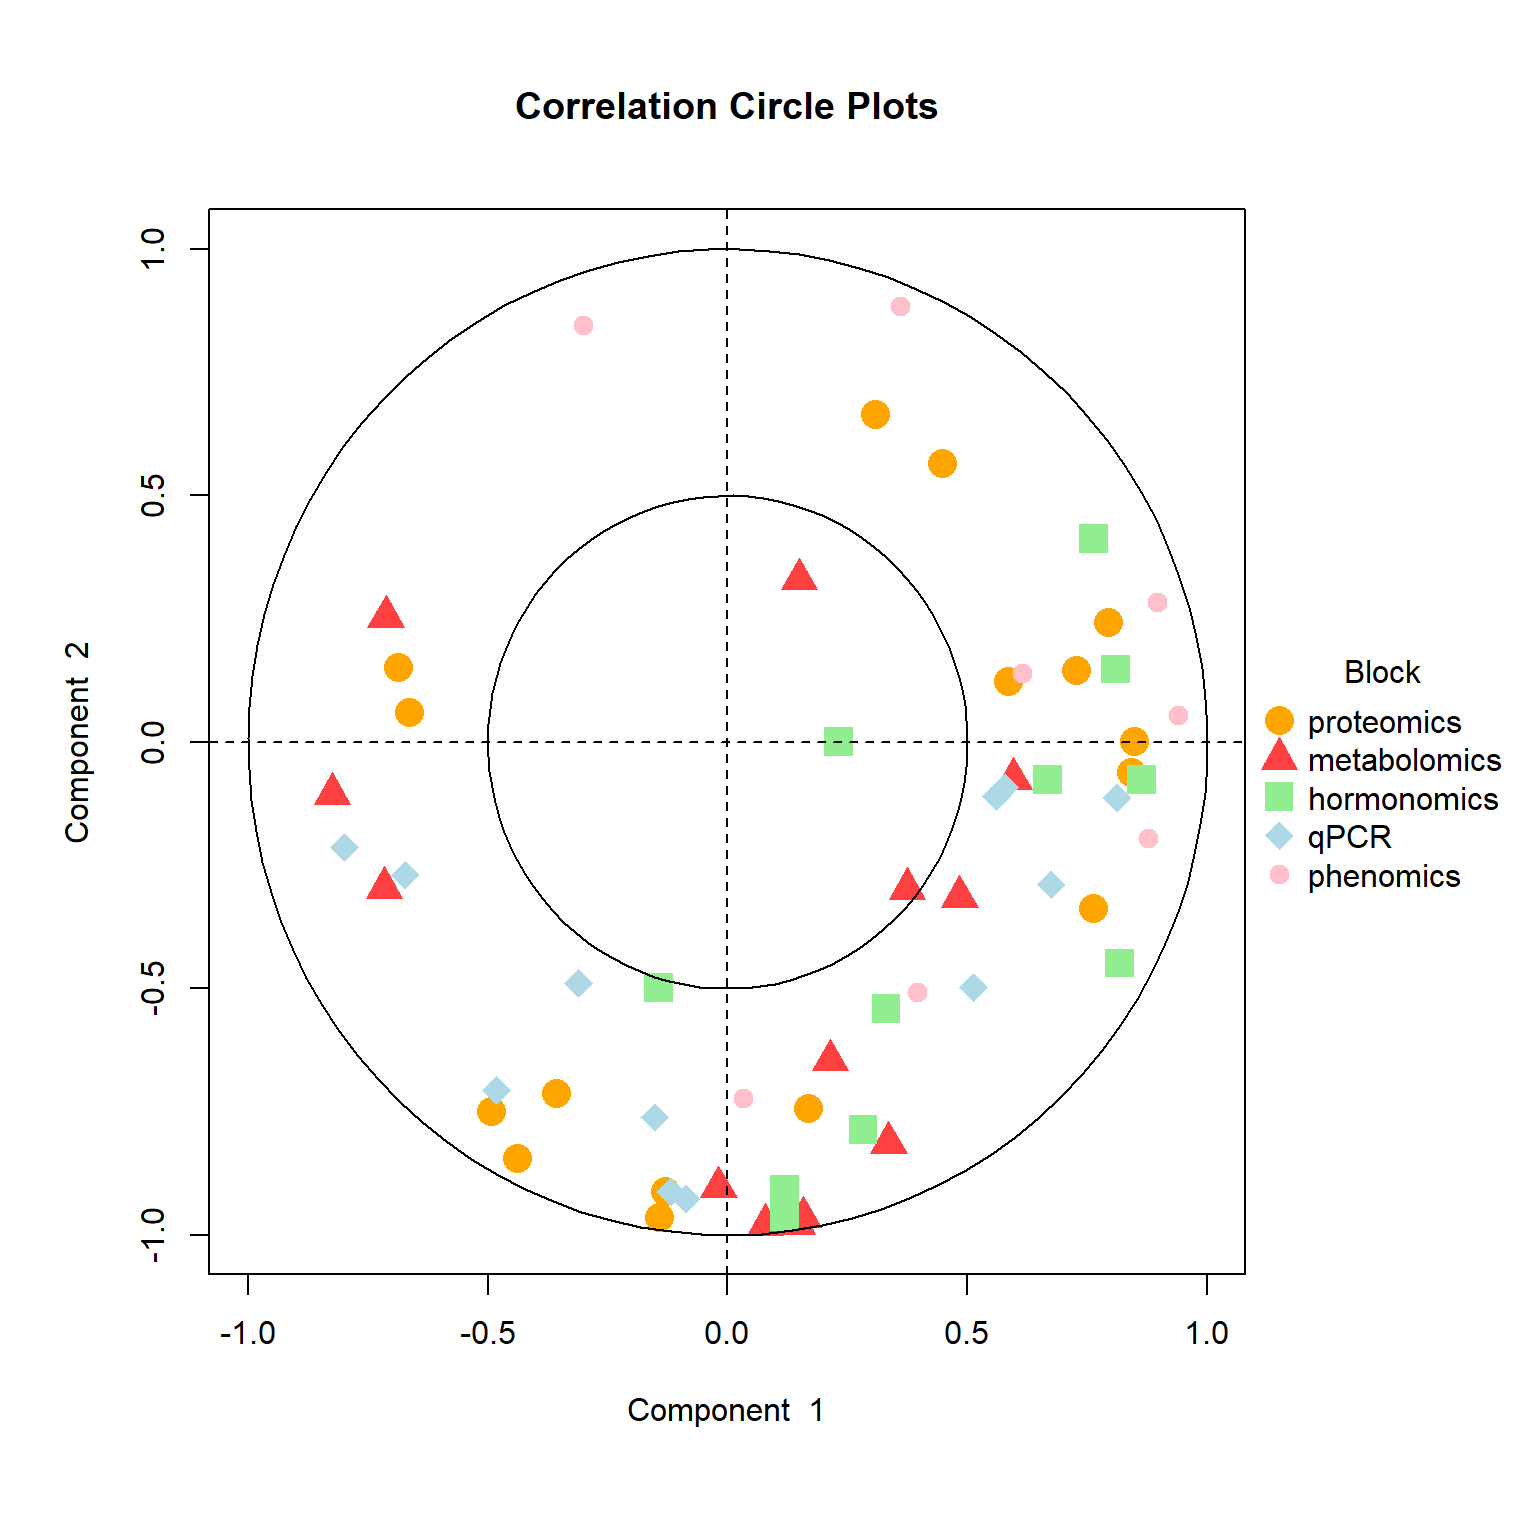 Correlation Circle Plots
1.0
0.5
0.0
-0.5
-1.0
Component 2
-1.0 -0.5 0.0 0.5 1.0
Component 1
Block
proteomics
metabolomics
hormonomics
qPCR
phenomics